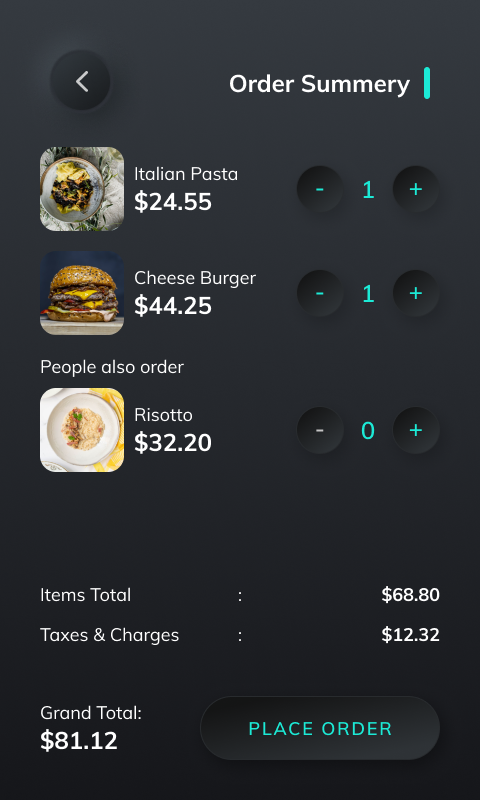 Order Summery
Italian Pasta
$24.55
- 1 +
Cheese Burger
$44.25
- 1 +
People also order
Risotto
$32.20
- 0 +
Items Total : $68.80
Taxes & Charges : $12.32
Grand Total:
$81.12
PLACE ORDER